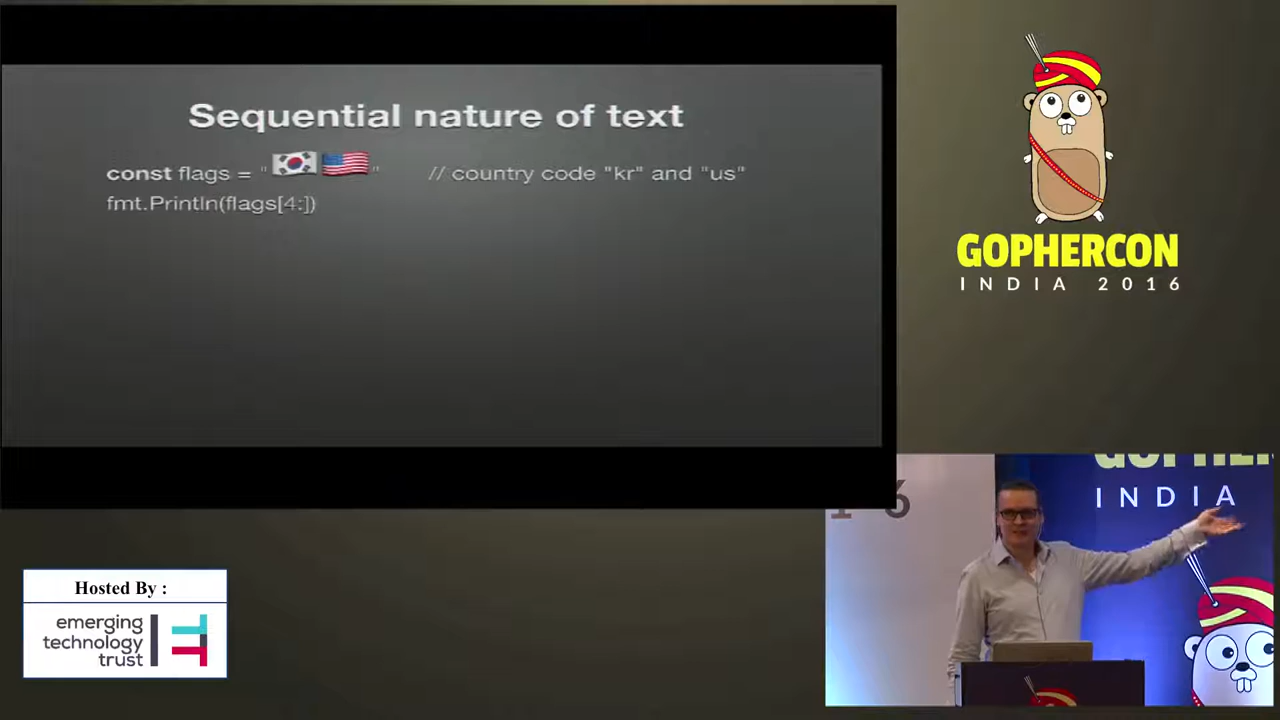 Sequential nature of text
const flags = "🇰🇷🇺🇸" // country code "kr" and "us"
fmt.Println(flags[4:])
GOPHERCON
INDIA 2016
INDIA
Hosted By :
emerging
technology
trust